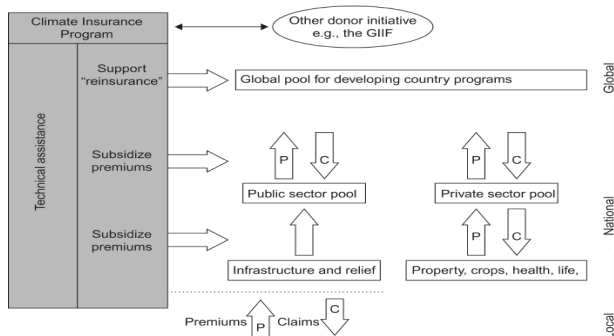 Climate Insurance
Program
Other donor initiative
e.g., the GIIF
Support
"reinsurance"
Global pool for developing country programs
Global
Technical assistance
Subsidize
premiums
P
C
P
C
Public sector pool
Private sector pool
National
Subsidize
premiums
P
C
Infrastructure and relief
Property, crops, health, life,
Premiums
P
Claims
C
Local